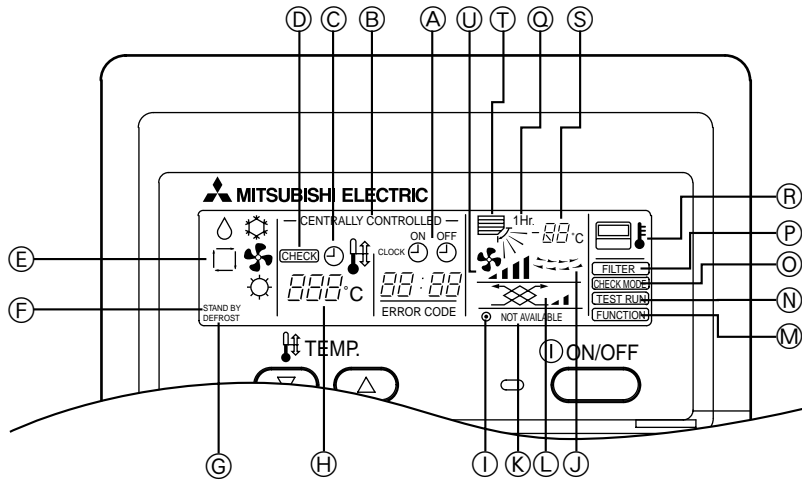 Ⓓ Ⓒ Ⓑ Ⓐ Ⓤ Ⓣ Ⓠ Ⓢ
MITSUBISHI ELECTRIC
CENTRALLY CONTROLLED
1Hr.
ON OFF
CLOCK
88 °C
CHECK
Ⓡ
Ⓔ
FILTER Ⓟ
CHECK MODE Ⓞ
888 °C
88:88
TEST RUN Ⓝ
Ⓕ STAND BY
DEFROST
ERROR CODE
NOT AVAILABLE
FUNCTION Ⓜ
TEMP.
Ⓘ ON/OFF
Ⓖ Ⓗ Ⓘ Ⓚ Ⓛ Ⓙ